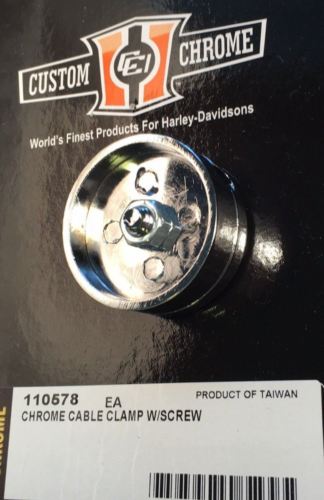 CUSTOM CHROME
CCI
World's Finest Products For Harley-Davidsons
110578 EA PRODUCT OF TAIWAN
CHROME CABLE CLAMP W/SCREW